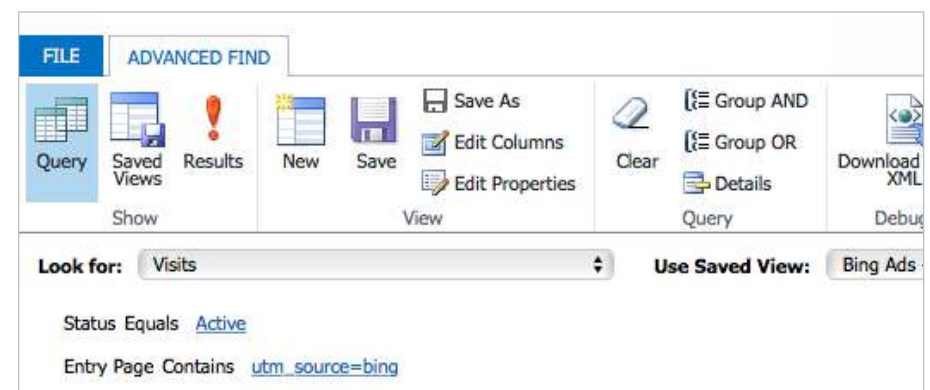 FILE ADVANCED FIND
Query Saved Views Results New Save Save As Edit Columns Edit Properties Clear Group AND Group OR Details Download XML
Show View Query Debug
Look for: Visits Use Saved View: Bing Ads -
Status Equals Active
Entry Page Contains utm_source=bing